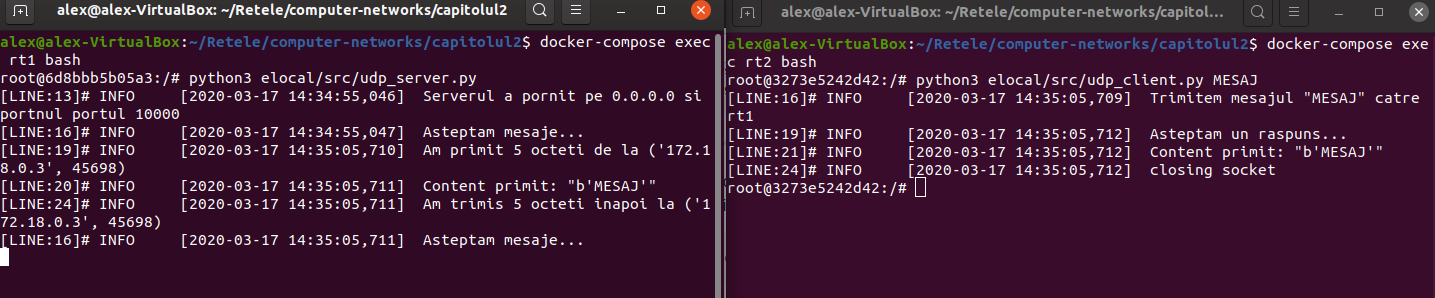 alex@alex-VirtualBox: ~/Retele/computer-networks/capitolul2
alex@alex-VirtualBox:~/Retele/computer-networks/capitolul2$ docker-compose exec
 rt1 bash
root@6d8bbb5b05a3:/# python3 elocal/src/udp_server.py
[LINE:13]# INFO     [2020-03-17 14:34:55,046]  Serverul a pornit pe 0.0.0.0 si
portnul portul 10000
[LINE:16]# INFO     [2020-03-17 14:34:55,047]  Asteptam mesaje...
[LINE:19]# INFO     [2020-03-17 14:35:05,710]  Am primit 5 octeti de la ('172.1
8.0.3', 45698)
[LINE:20]# INFO     [2020-03-17 14:35:05,711]  Content primit: "b'MESAJ'"
[LINE:24]# INFO     [2020-03-17 14:35:05,711]  Am trimis 5 octeti inapoi la ('1
72.18.0.3', 45698)
[LINE:16]# INFO     [2020-03-17 14:35:05,711]  Asteptam mesaje...
alex@alex-VirtualBox: ~/Retele/computer-networks/capitol...
alex@alex-VirtualBox:~/Retele/computer-networks/capitolul2$ docker-compose exe
c rt2 bash
root@3273e5242d42:/# python3 elocal/src/udp_client.py MESAJ
[LINE:16]# INFO     [2020-03-17 14:35:05,709]  Trimitem mesajul "MESAJ" catre
rt1
[LINE:19]# INFO     [2020-03-17 14:35:05,712]  Asteptam un raspuns...
[LINE:21]# INFO     [2020-03-17 14:35:05,712]  Content primit: "b'MESAJ'"
[LINE:24]# INFO     [2020-03-17 14:35:05,712]  closing socket
root@3273e5242d42:/#